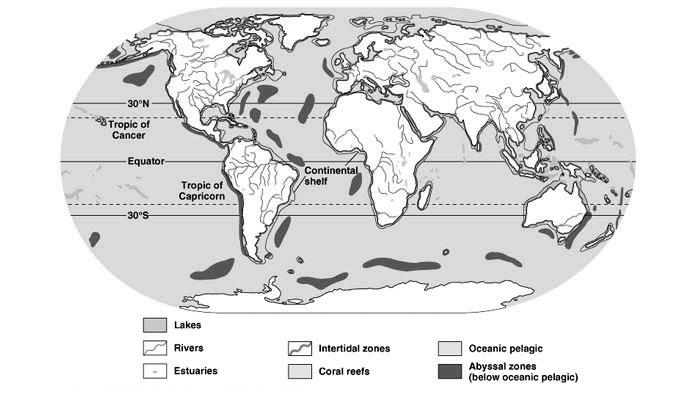 30°N
Tropic of
Cancer
Equator
Continental
shelf
Tropic of
Capricorn
30°S
Lakes
Rivers
Intertidal zones
Oceanic pelagic
Estuaries
Coral reefs
Abyssal zones
(below oceanic pelagic)